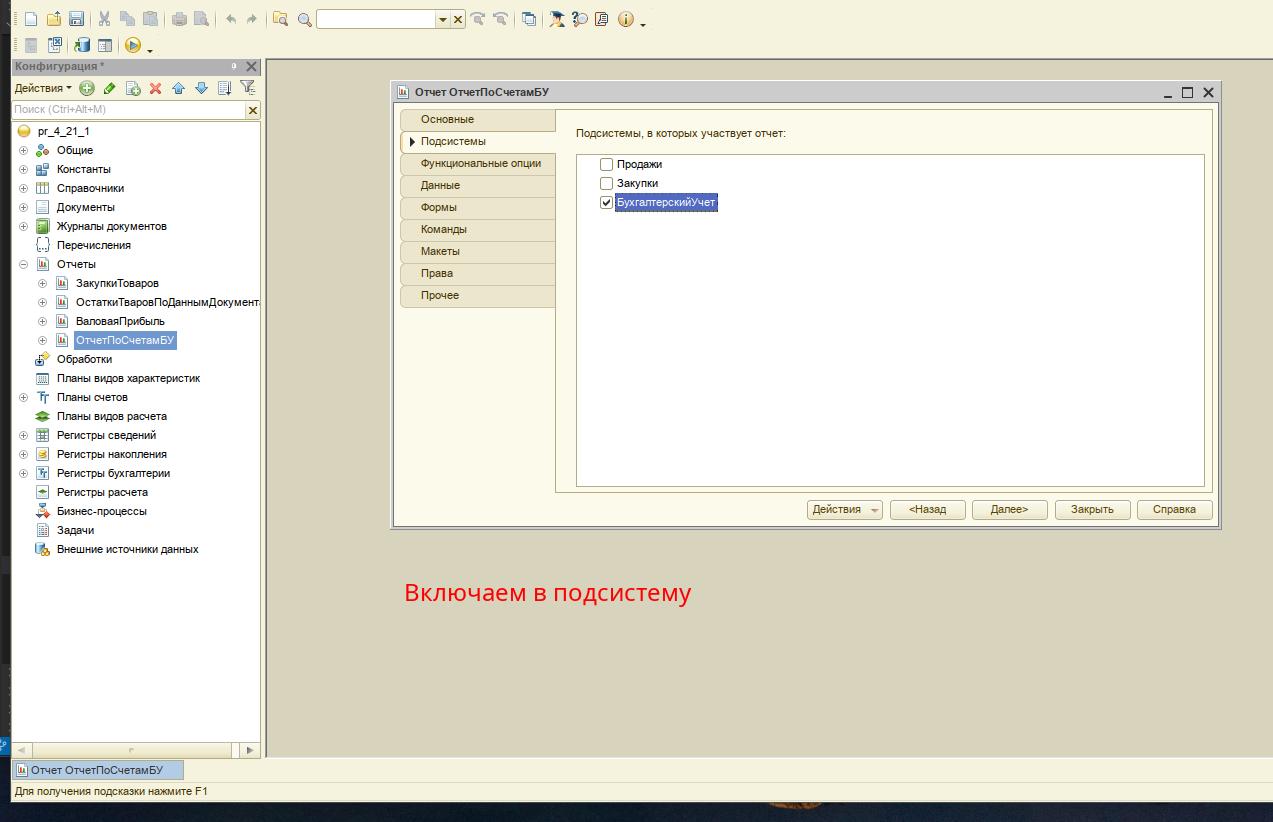 Конфигурация *
Действия
Поиск (Ctrl+Alt+M)
pr_4_21_1
Общие
Константы
Справочники
Документы
Журналы документов
Перечисления
Отчеты
ЗакупкиТоваров
ОстаткиТваровПоДаннымДокумента
ВаловаяПрибыль
ОтчетПоСчетамБУ
Обработки
Планы видов характеристик
Планы счетов
Планы видов расчета
Регистры сведений
Регистры накопления
Регистры бухгалтерии
Регистры расчета
Бизнес-процессы
Задачи
Внешние источники данных
Отчет ОтчетПоСчетамБУ
Основные
Подсистемы
Функциональные опции
Данные
Формы
Команды
Макеты
Права
Прочее
Подсистемы, в которых участвует отчет:
Продажи
Закупки
БухгалтерскийУчет
Действия
<Назад
Далее>
Закрыть
Справка
Включаем в подсистему
Отчет ОтчетПоСчетамБУ
Для получения подсказки нажмите F1